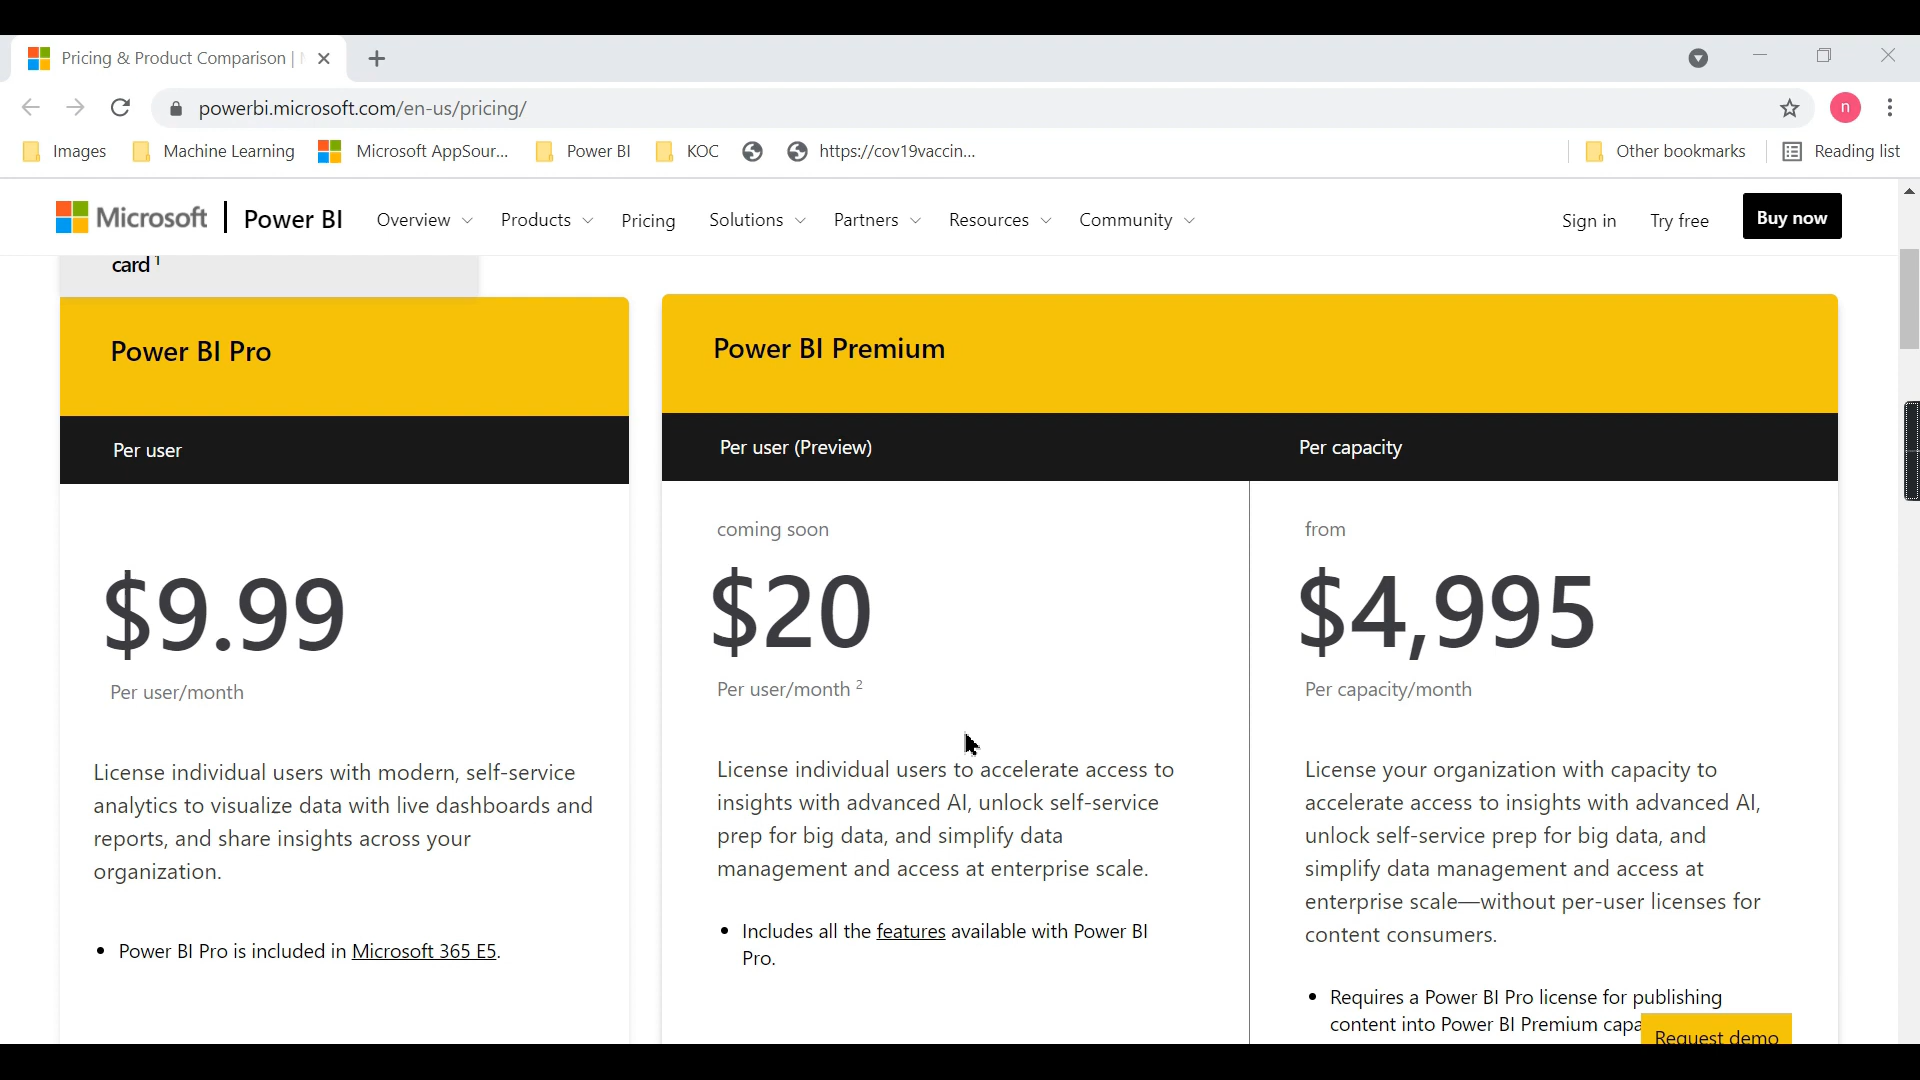 Pricing & Product Comparison |
powerbi.microsoft.com/en-us/pricing/
n
Images
Machine Learning
Microsoft AppSour...
Power BI
KOC
https://cov19vaccin...
Other bookmarks
Reading list
Microsoft
Power BI
Overview
Products
Pricing
Solutions
Partners
Resources
Community
Sign in
Try free
Buy now
card 1
Power BI Pro
Per user
$9.99
Per user/month
License individual users with modern, self-service
analytics to visualize data with live dashboards and
reports, and share insights across your
organization.
• Power BI Pro is included in Microsoft 365 E5.
Power BI Premium
Per user (Preview)
coming soon
$20
Per user/month 2
License individual users to accelerate access to
insights with advanced AI, unlock self-service
prep for big data, and simplify data
management and access at enterprise scale.
• Includes all the features available with Power BI
Pro.
Per capacity
from
$4,995
Per capacity/month
License your organization with capacity to
accelerate access to insights with advanced AI,
unlock self-service prep for big data, and
simplify data management and access at
enterprise scale—without per-user licenses for
content consumers.
• Requires a Power BI Pro license for publishing
content into Power BI Premium capa
Request demo